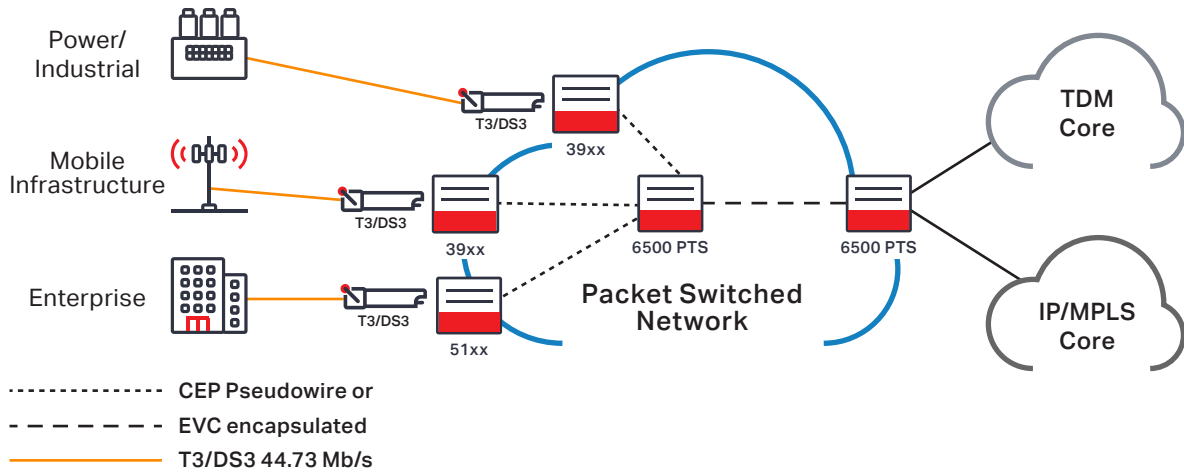 Power/
Industrial
T3/DS3
39xx
TDM
Core
Mobile
Infrastructure
T3/DS3
39xx
6500 PTS
6500 PTS
Enterprise
T3/DS3
51xx
Packet Switched
Network
IP/MPLS
Core
CEP Pseudowire or
EVC encapsulated
T3/DS3 44.73 Mb/s